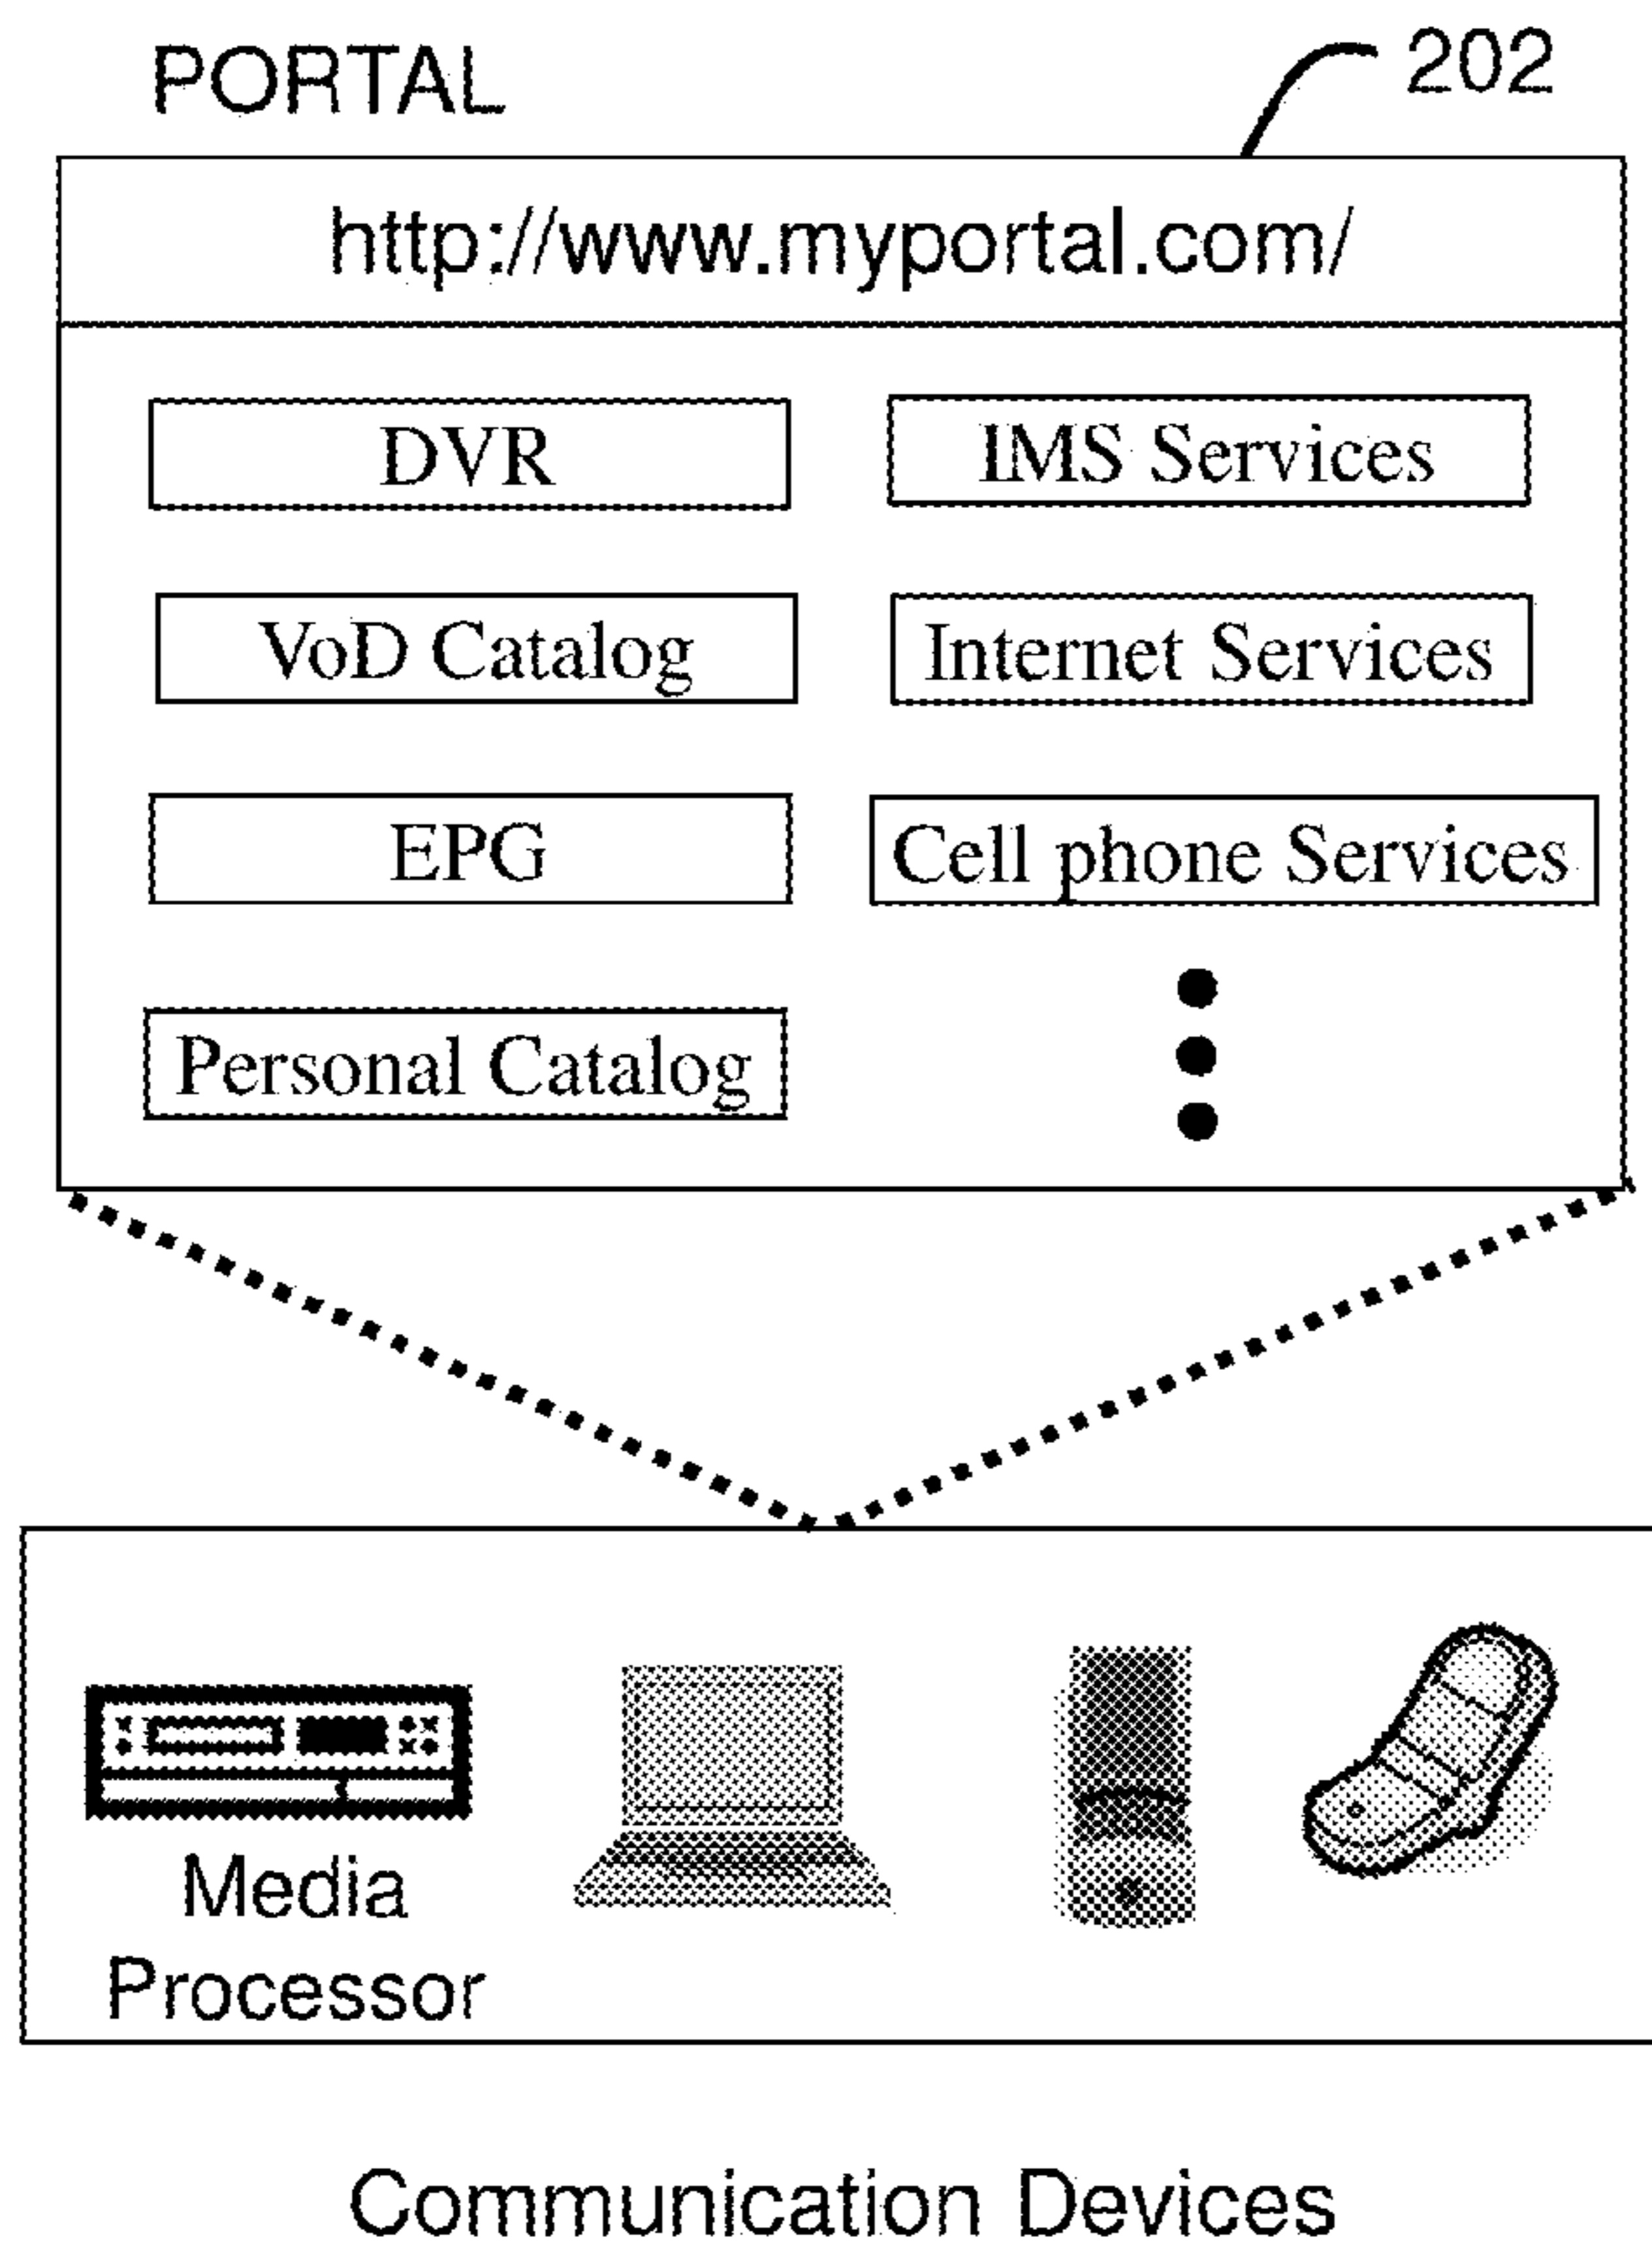 PORTAL
202
http://www.myportal.com/
DVR
IMS Services
VoD Catalog
Internet Services
EPG
Cell phone Services
Personal Catalog
Media
Processor
Communication Devices